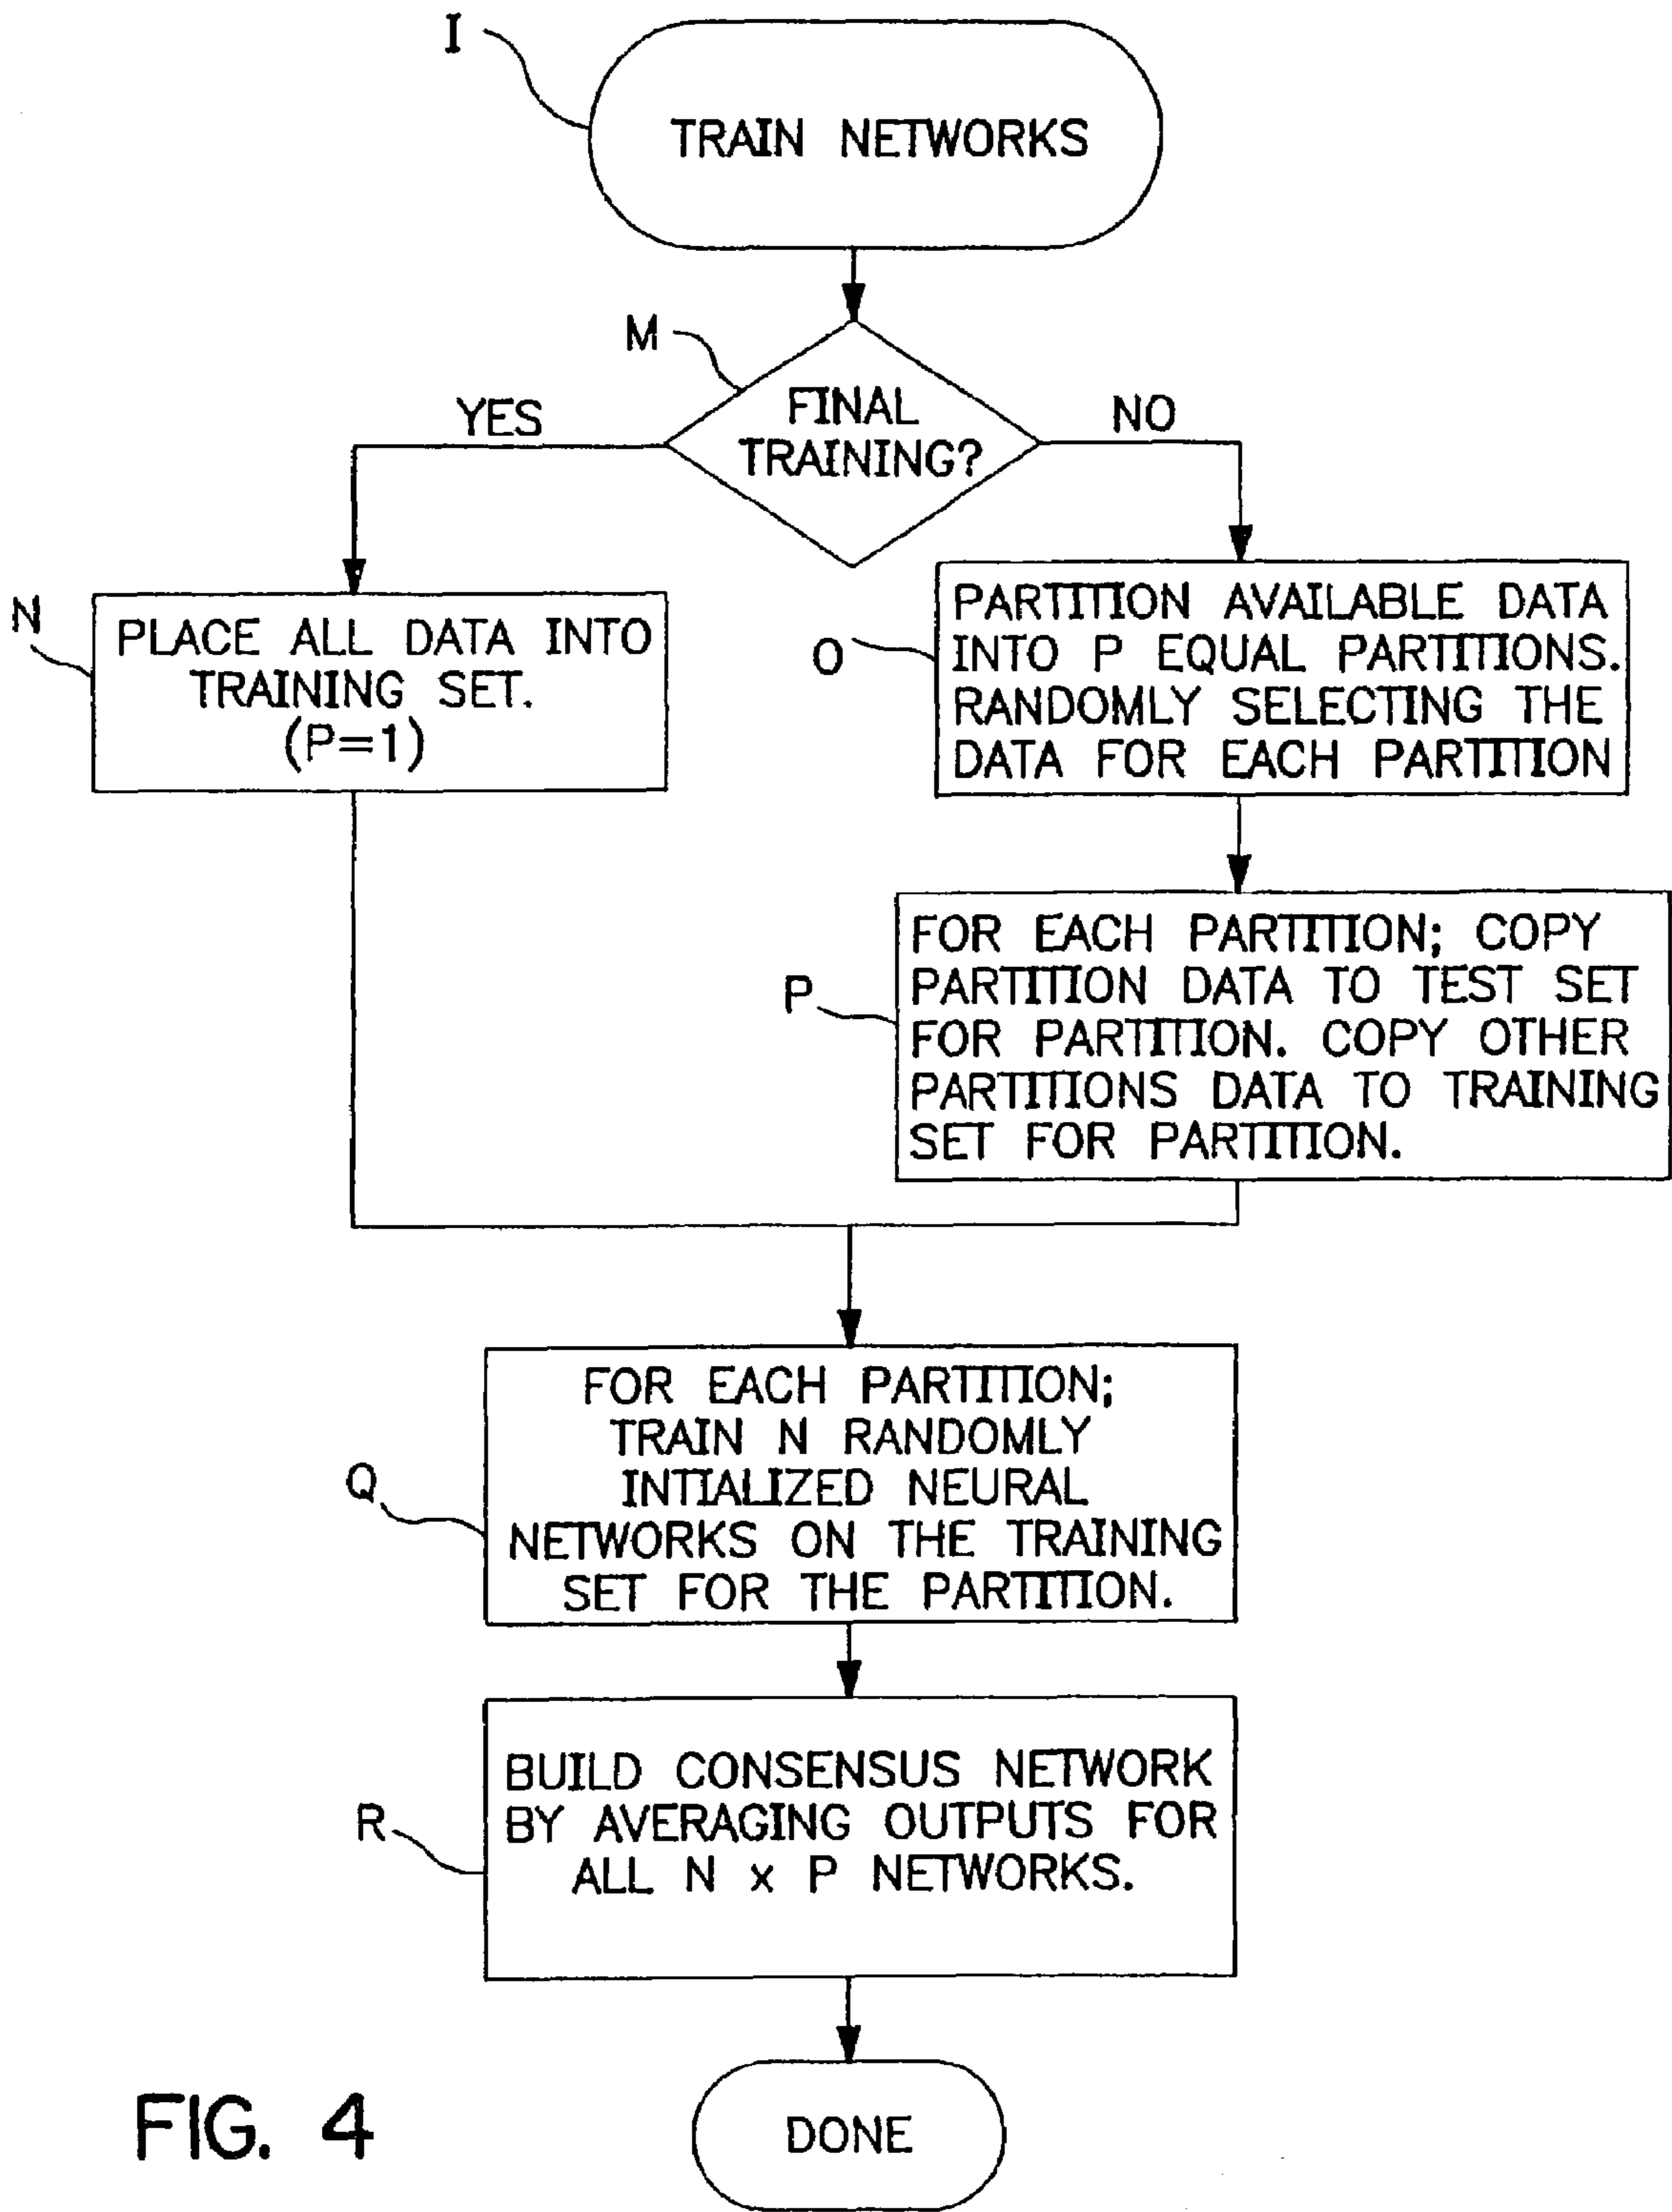 I
TRAIN NETWORKS
M
FINAL
TRAINING?
YES
NO
N
PLACE ALL DATA INTO
TRAINING SET.
(P=1)
O
PARTITION AVAILABLE DATA
INTO P EQUAL PARTITIONS.
RANDOMLY SELECTING THE
DATA FOR EACH PARTITION
P
FOR EACH PARTITION; COPY
PARTITION DATA TO TEST SET
FOR PARTITION. COPY OTHER
PARTITIONS DATA TO TRAINING
SET FOR PARTITION.
Q
FOR EACH PARTITION;
TRAIN N RANDOMLY
INTIALIZED NEURAL
NETWORKS ON THE TRAINING
SET FOR THE PARTITION.
R
BUILD CONSENSUS NETWORK
BY AVERAGING OUTPUTS FOR
ALL N x P NETWORKS.
DONE
FIG. 4